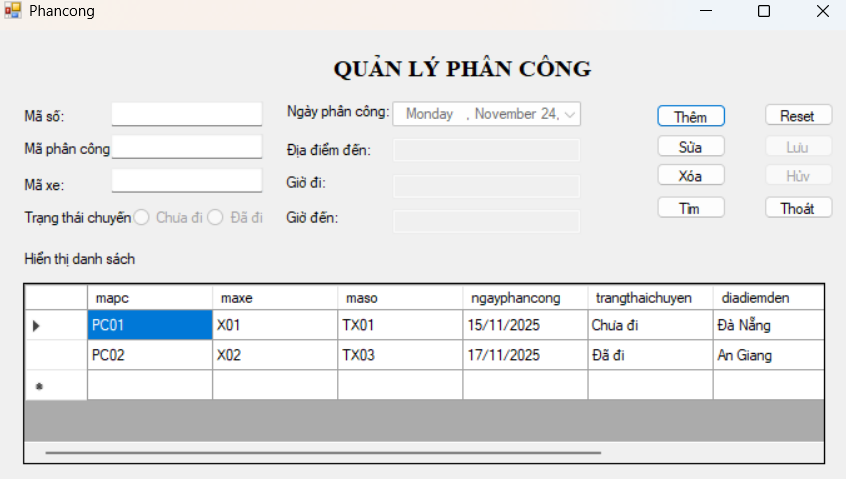 Phancong
QUẢN LÝ PHÂN CÔNG
Mã số:
Ngày phân công:
Monday , November 24,
Thêm
Reset
Mã phân công
Địa điểm đến:
Sửa
Lưu
Mã xe:
Giờ đi:
Xóa
Hủy
Trạng thái chuyến
Chưa đi
Đã đi
Giờ đến:
Tìm
Thoát
Hiển thị danh sách
mapc maxe maso ngayphancong trangthaichuyen diadiemden
PC01 X01 TX01 15/11/2025 Chưa đi Đà Nẵng
PC02 X02 TX03 17/11/2025 Đã đi An Giang